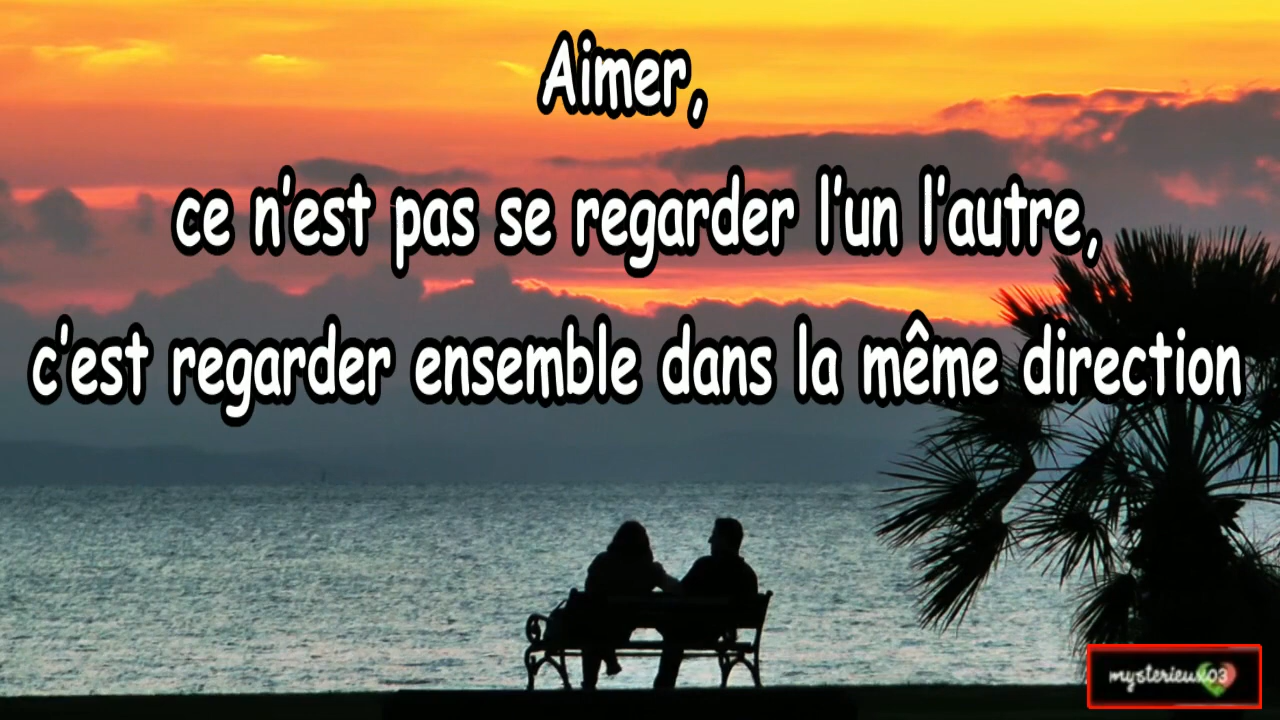 Aimer,
ce n'est pas se regarder l'un l'autre,
c'est regarder ensemble dans la même direction
mysterieux03